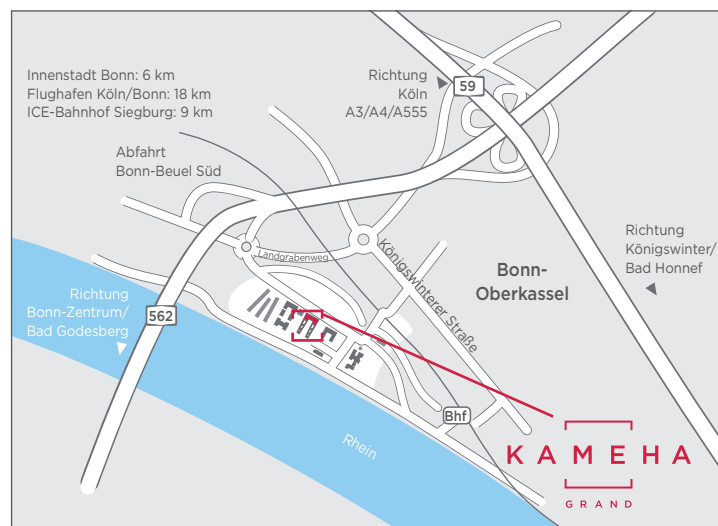 Innenstadt Bonn: 6 km
Flughafen Köln/Bonn: 18 km
ICE-Bahnhof Siegburg: 9 km
Richtung
Köln
A3/A4/A555
59
Abfahrt
Bonn-Beuel Süd
Landgrabenweg
Königswinterer Straße
Bonn-
Oberkassel
Richtung
Königswinter/
Bad Honnef
Richtung
Bonn-Zentrum/
Bad Godesberg
562
Bhf
Rhein
KAMEHA
GRAND